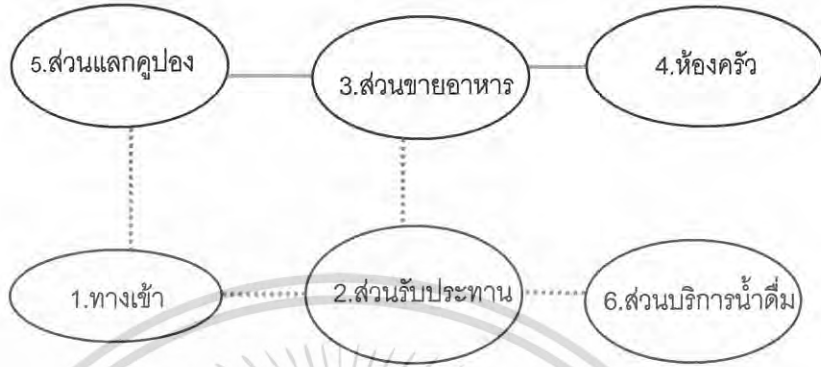 5.ส่วนแลกคูปอง
3.ส่วนขายอาหาร
4.ห้องครัว
1.ทางเข้า
2.ส่วนรับประทาน
6.ส่วนบริการน้ำดื่ม